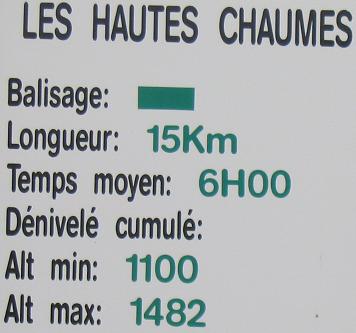 LES HAUTES CHAUMES
Balisage:
Longueur: 15Km
Temps moyen: 6H00
Dénivelé cumulé:
Alt min: 1100
Alt max: 1482